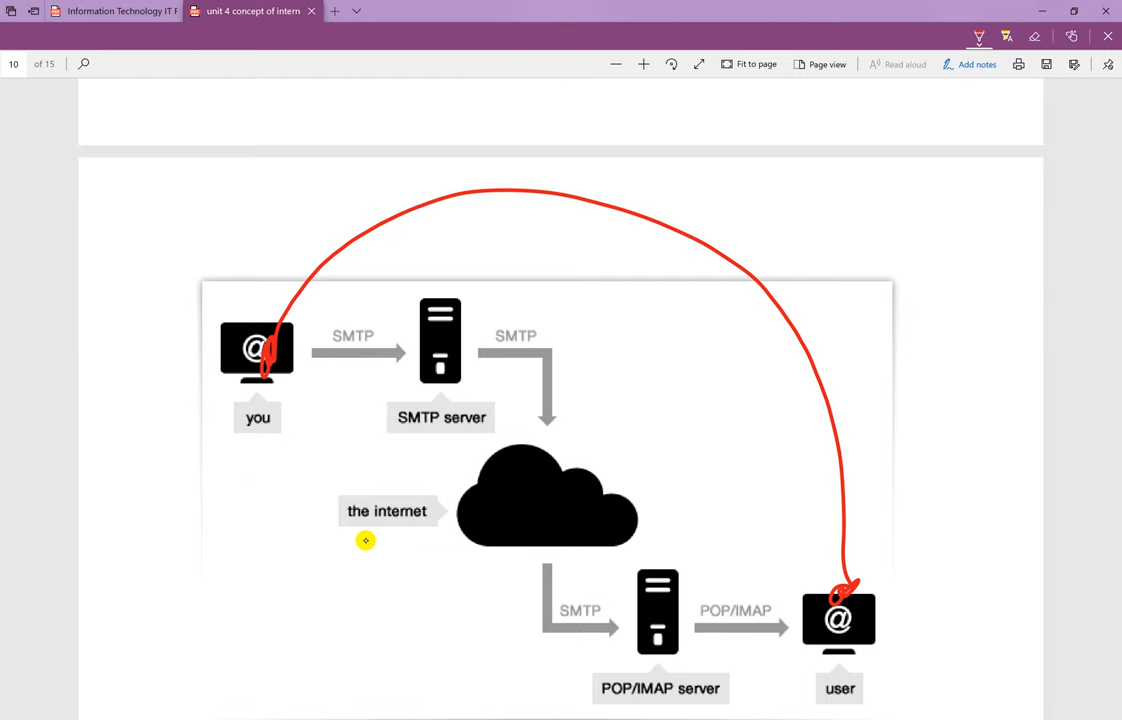 Information Technology IT F
unit 4 concept of intern
10 of 15
Fit to page
Page view
Read aloud
Add notes
@
SMTP
SMTP
you
SMTP server
the internet
SMTP
POP/IMAP
@
POP/IMAP server
user